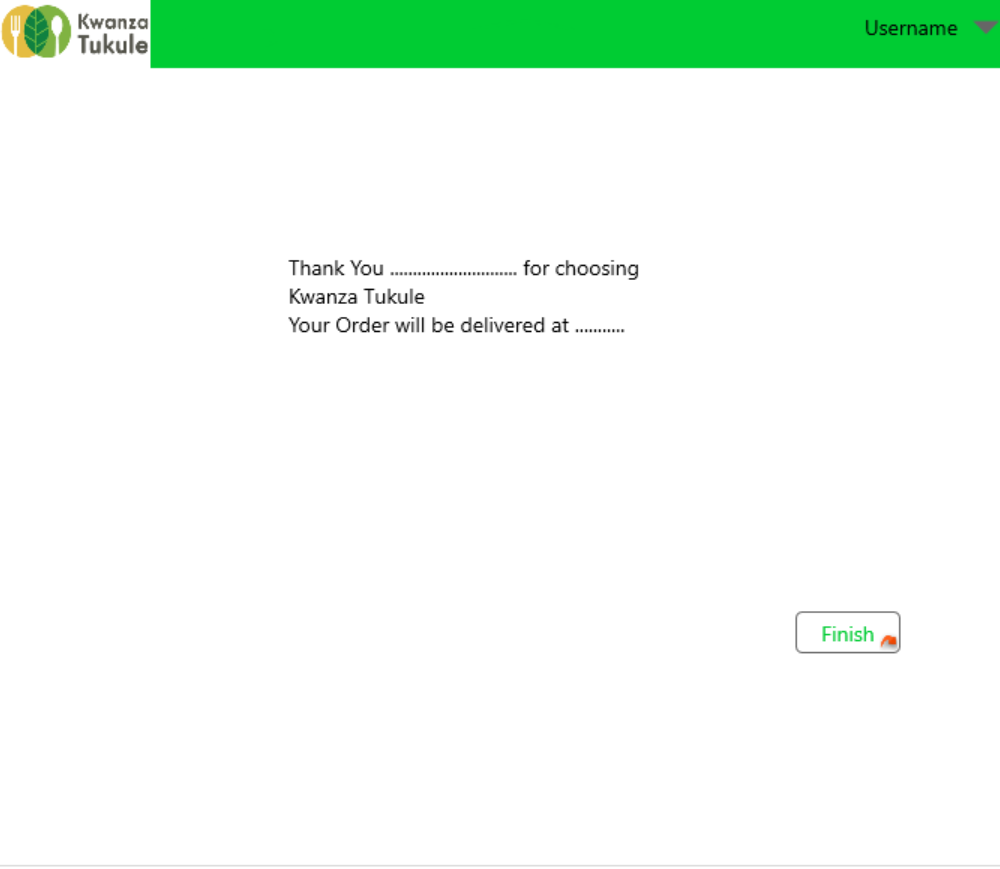 Kwanza
Tukule
Username
Thank You ............................ for choosing
Kwanza Tukule
Your Order will be delivered at ...........
Finish